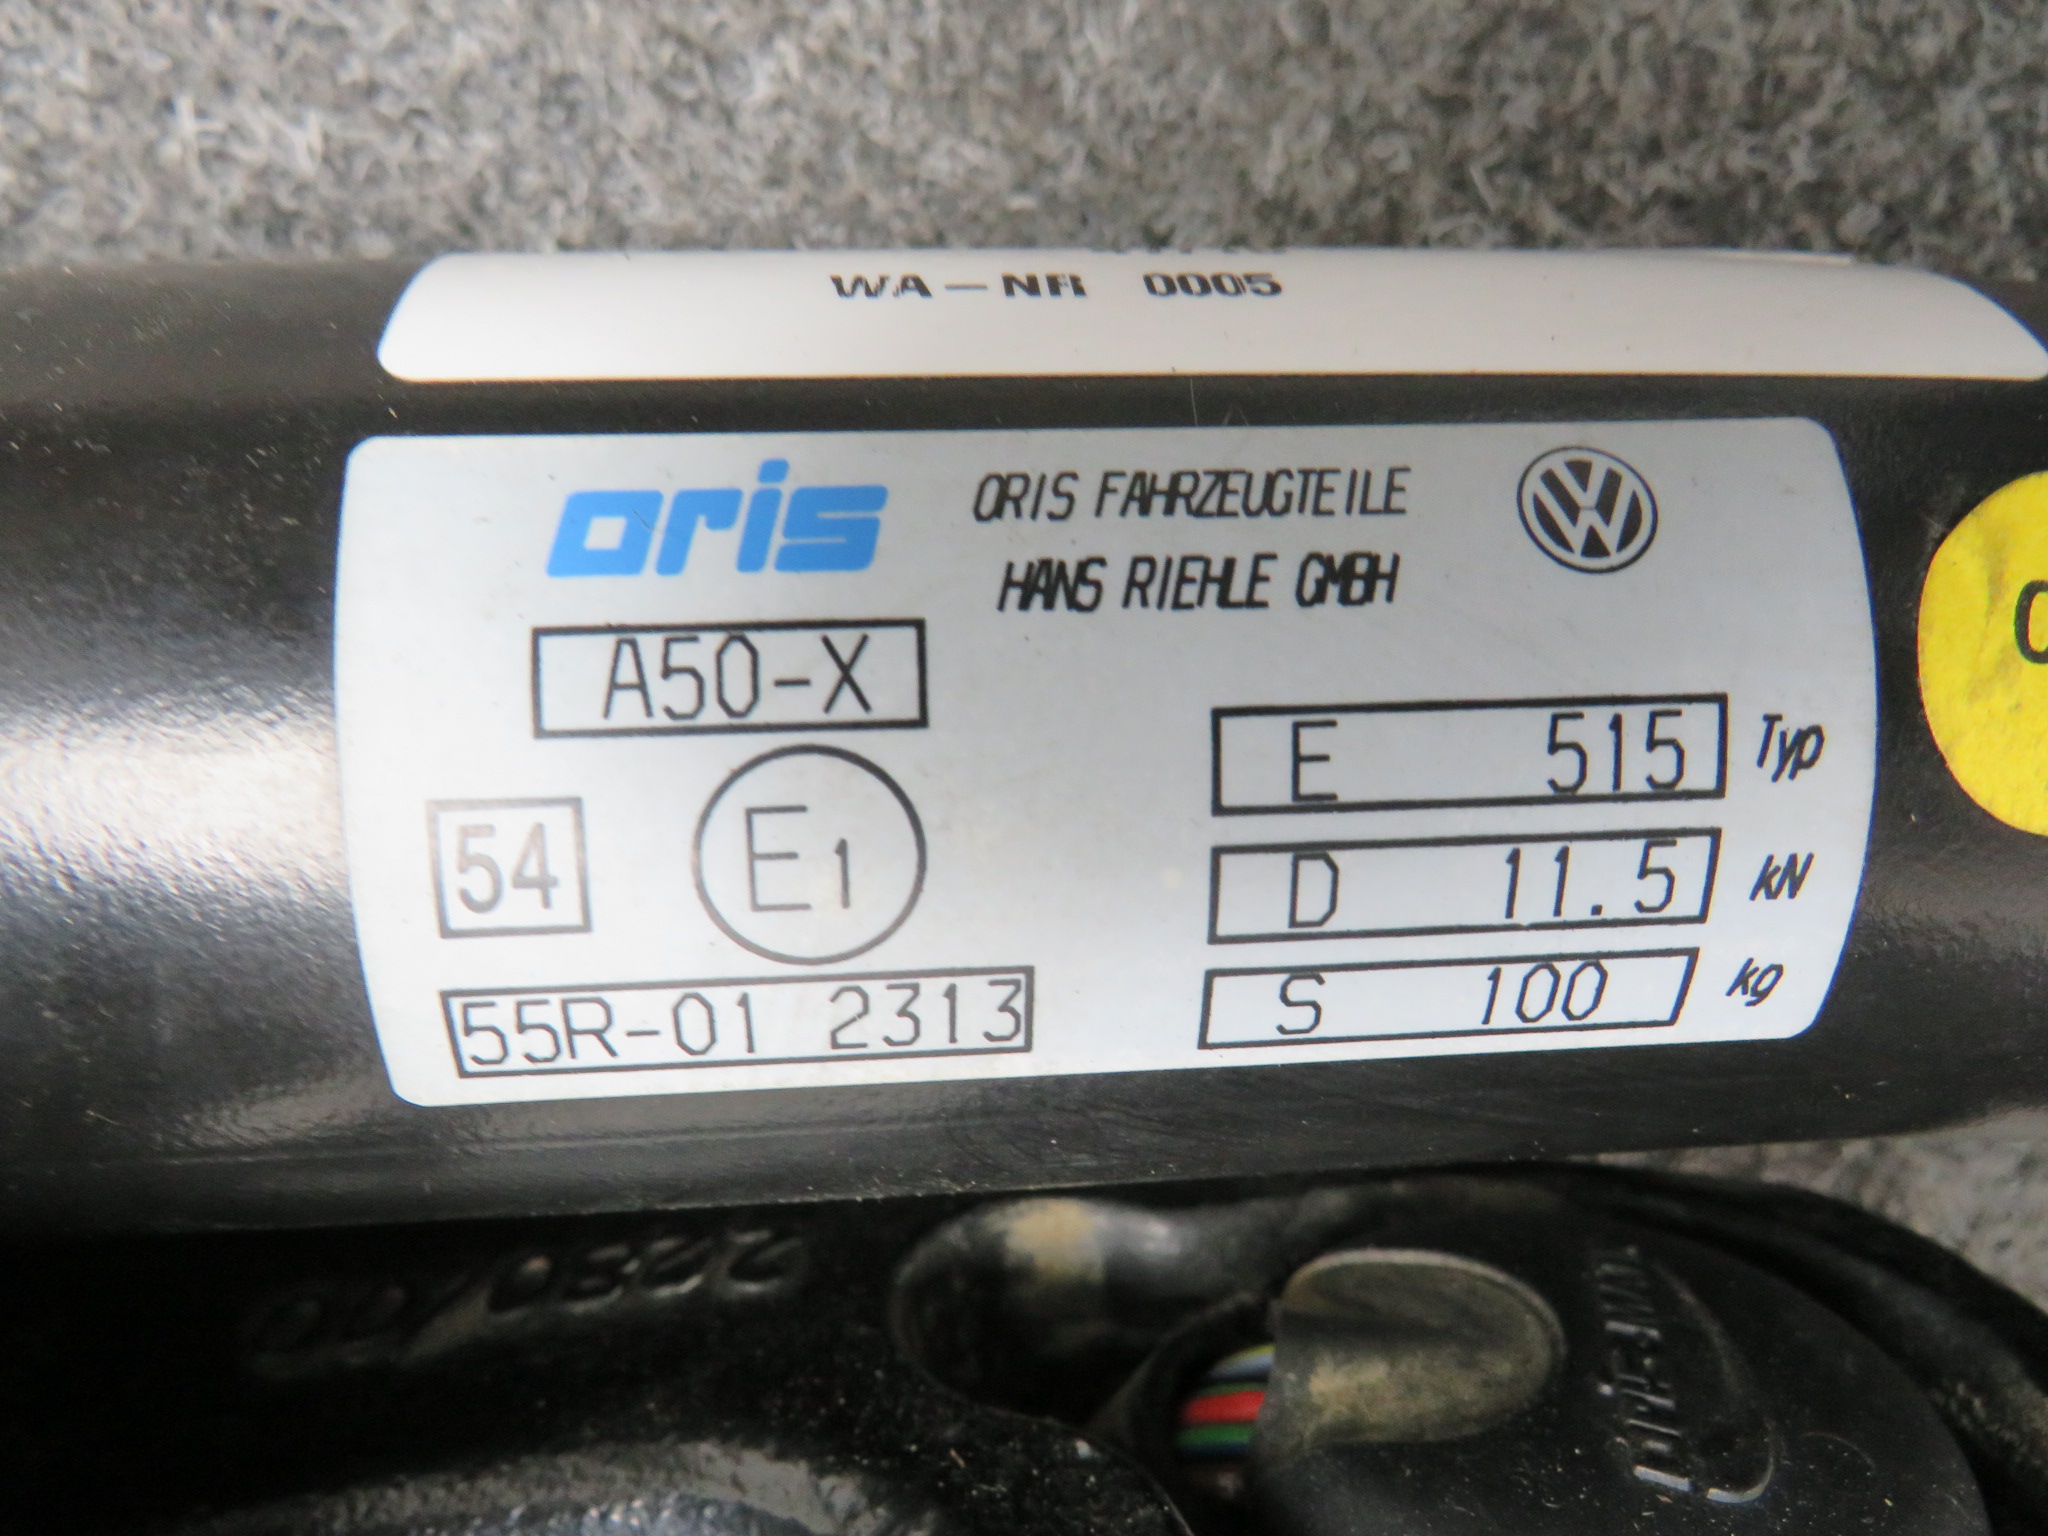 WA-NR 0005
oris
ORIS FAHRZEUGTEILE
HANS RIEHLE GMBH
A50-X
E 515 Typ
54
E1
D 11.5 kN
55R-01 2313
S 100 kg